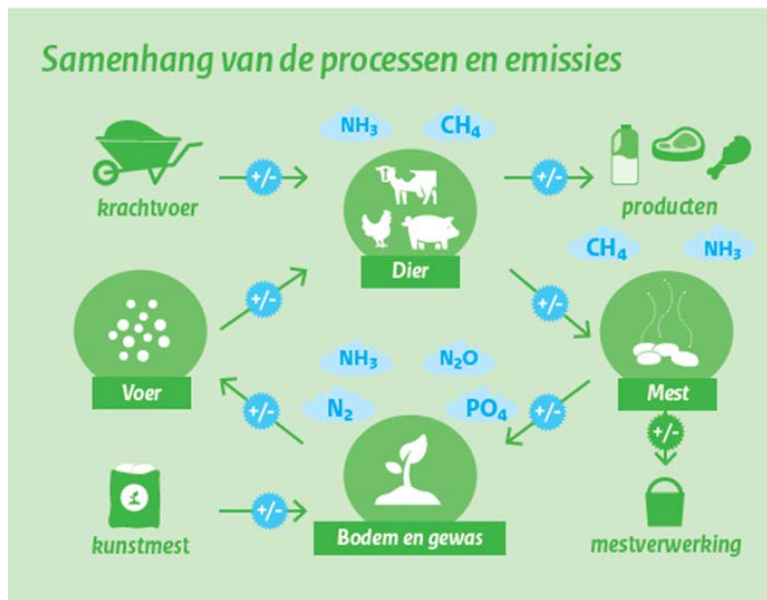 Samenhang van de processen en emissies
NH₃
CH₄
+/-
+/-
krachtvoer
producten
CH₄
NH₃
Dier
+/-
+/-
NH₃
N₂O
Voer
Mest
N₂
PO₄
+/-
+/-
+/-
+/-
kunstmest
Bodem en gewas
mestverwerking